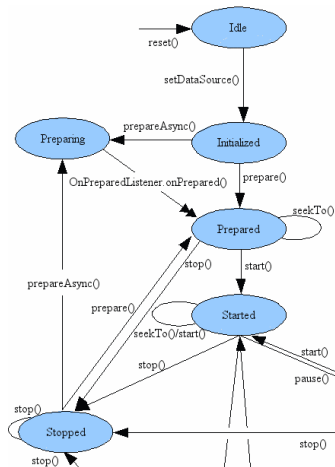 Idle
reset()
setDataSource()
prepareAsync()
Preparing
Initialized
OnPreparedListener.onPrepared()
prepare()
seekTo()
Prepared
stop()
start()
prepareAsync()
prepare()
Started
seekTo()/start()
stop()
start()
pause()
stop()
Stopped
stop()
stop()